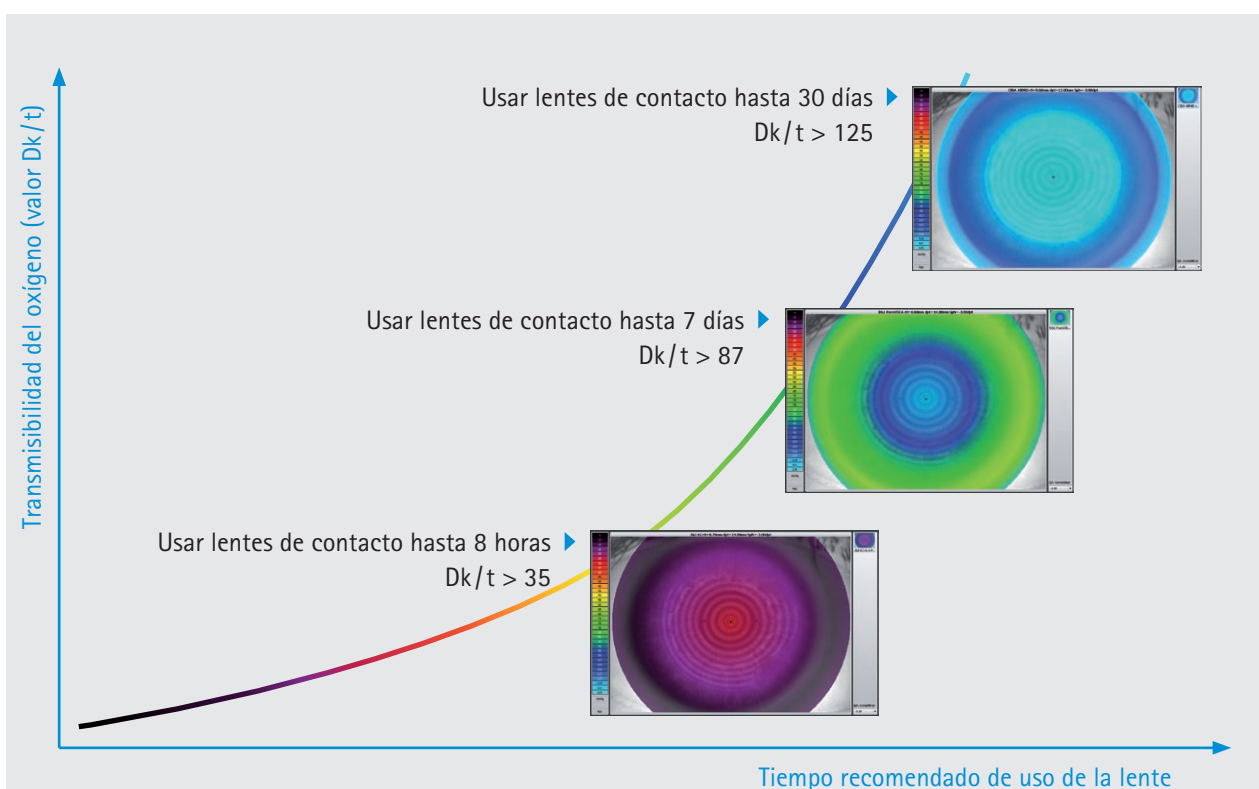 Transmisibilidad del oxígeno (valor Dk/t)
Usar lentes de contacto hasta 30 días
Dk/t > 125
Usar lentes de contacto hasta 7 días
Dk/t > 87
Usar lentes de contacto hasta 8 horas
Dk/t > 35
Tiempo recomendado de uso de la lente